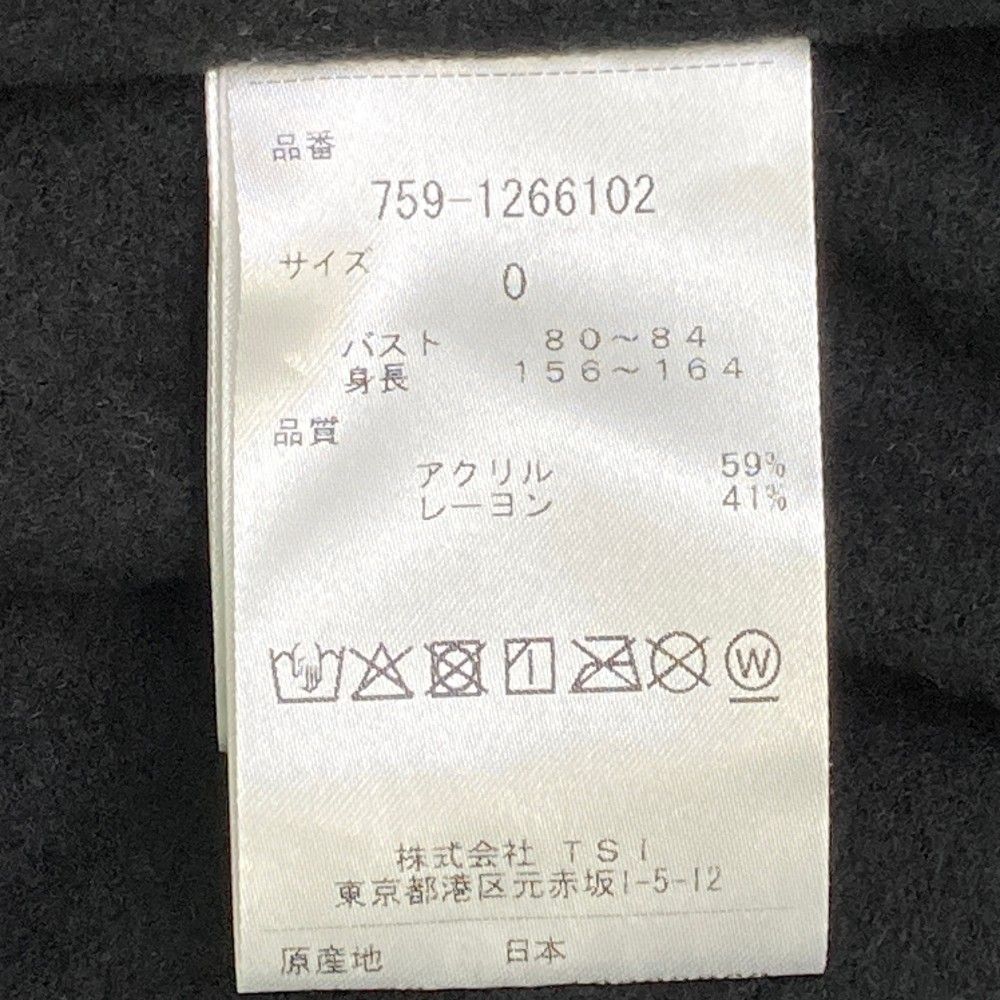 品番
759-1266102
サイズ 0
バスト 80～84
身長 156～164
品質
アクリル 59%
レーヨン 41%
W
株式会社 TSI
東京都港区元赤坂1-5-12
原産地 日本